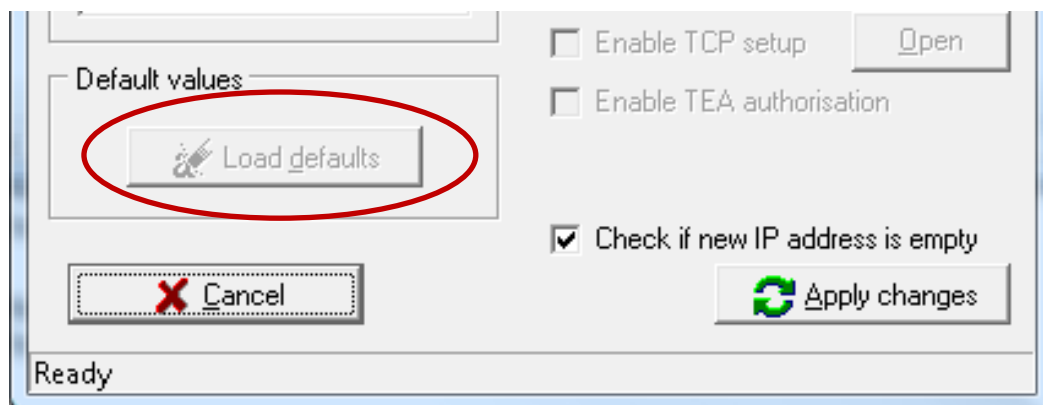 Enable TCP setup
Open
Default values
Enable TEA authorisation
Load defaults
Check if new IP address is empty
Cancel
Apply changes
Ready